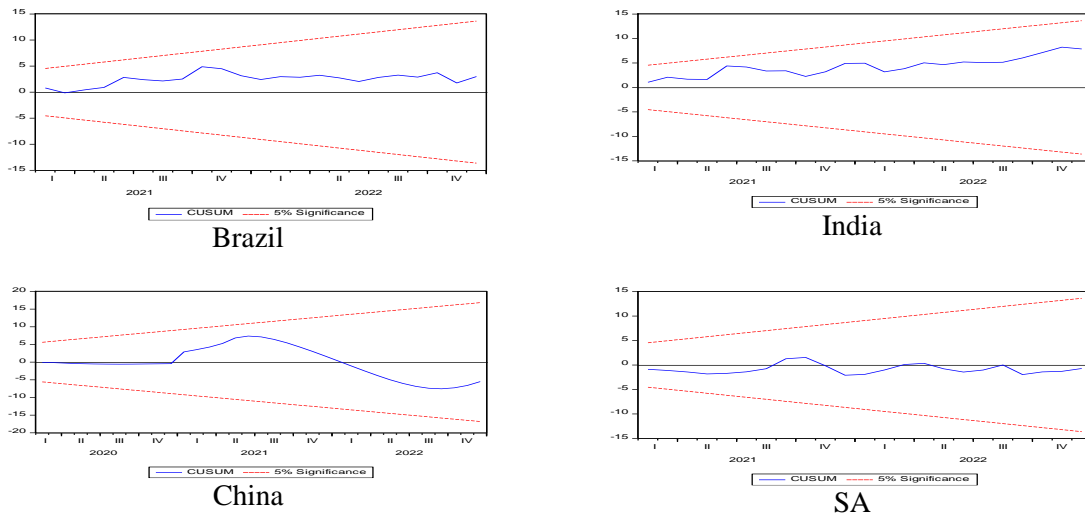 15
10
5
0
-5
-10
-15
I II III IV I II III IV
2021 2022
CUSUM 5% Significance
Brazil
15
10
5
0
-5
-10
-15
I II III IV I II III IV
2021 2022
CUSUM 5% Significance
India
20
15
10
5
0
-5
-10
-15
-20
I II III IV I II III IV I II III IV
2020 2021 2022
CUSUM 5% Significance
China
15
10
5
0
-5
-10
-15
I II III IV I II III IV
2021 2022
CUSUM 5% Significance
SA